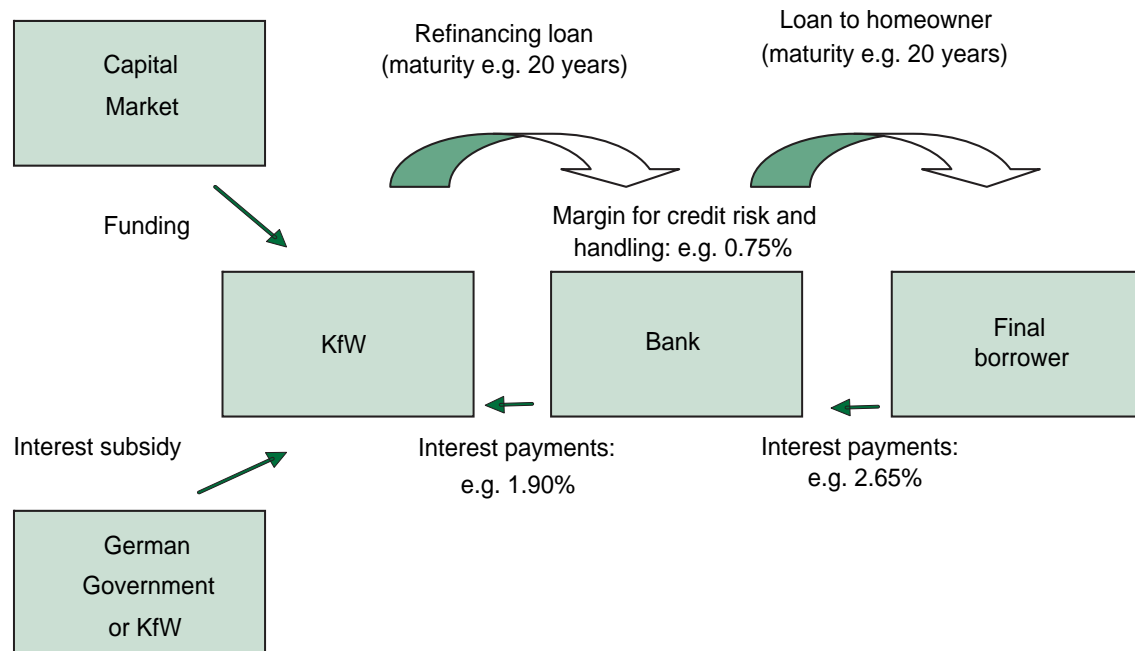 Capital
Market
Refinancing loan
(maturity e.g. 20 years)
Loan to homeowner
(maturity e.g. 20 years)
Funding
Margin for credit risk and
handling: e.g. 0.75%
KfW
Bank
Final
borrower
Interest subsidy
Interest payments:
e.g. 1.90%
Interest payments:
e.g. 2.65%
German
Government
or KfW